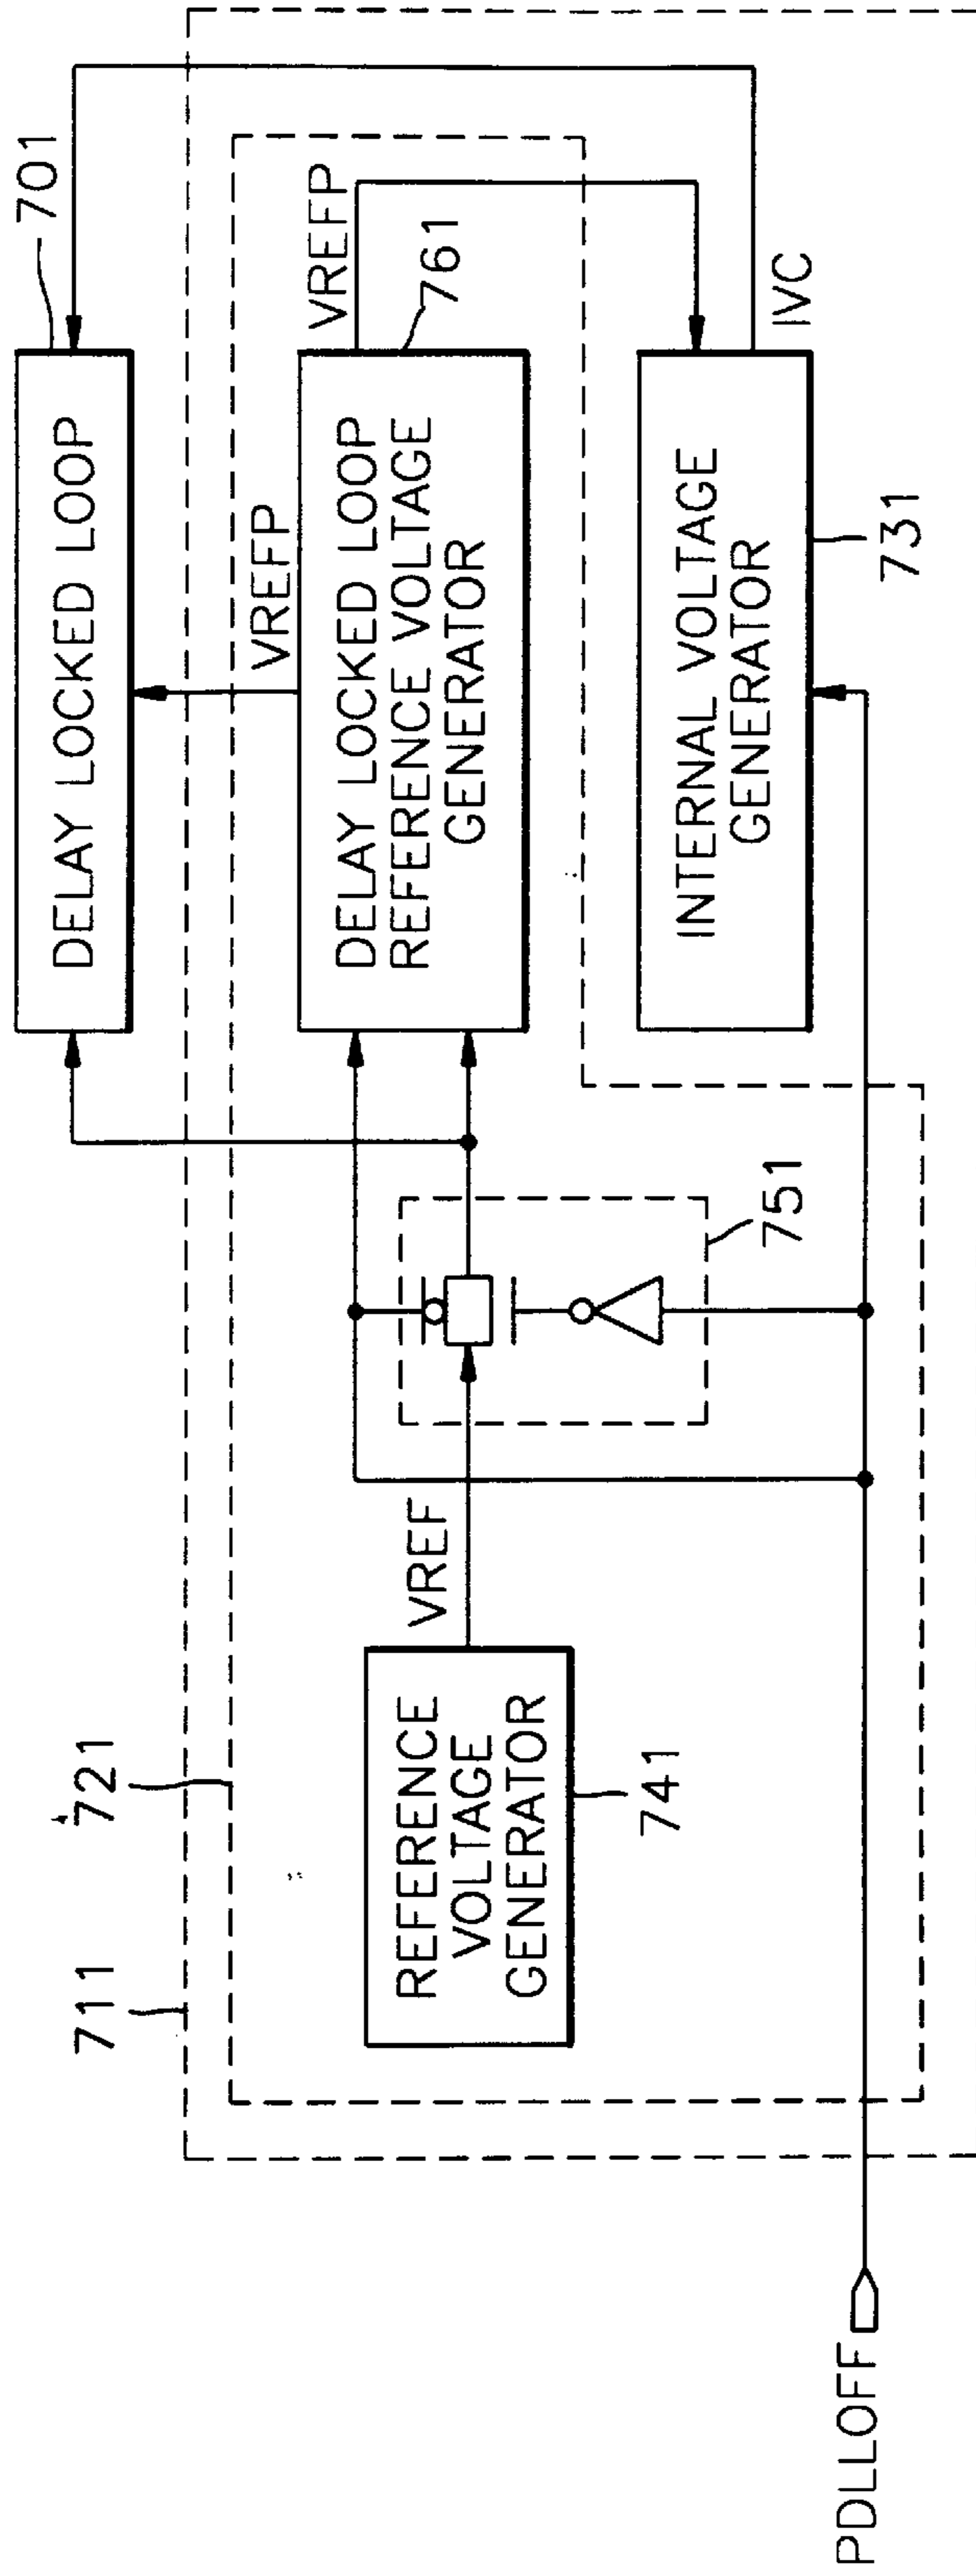 701
DELAY LOCKED LOOP
711
721
VREFP
VREFP
761
DELAY LOCKED LOOP
REFERENCE VOLTAGE
GENERATOR
VREF
REFERENCE
VOLTAGE
GENERATOR
741
751
INTERNAL VOLTAGE
GENERATOR
IVC
731
PDLLOFF